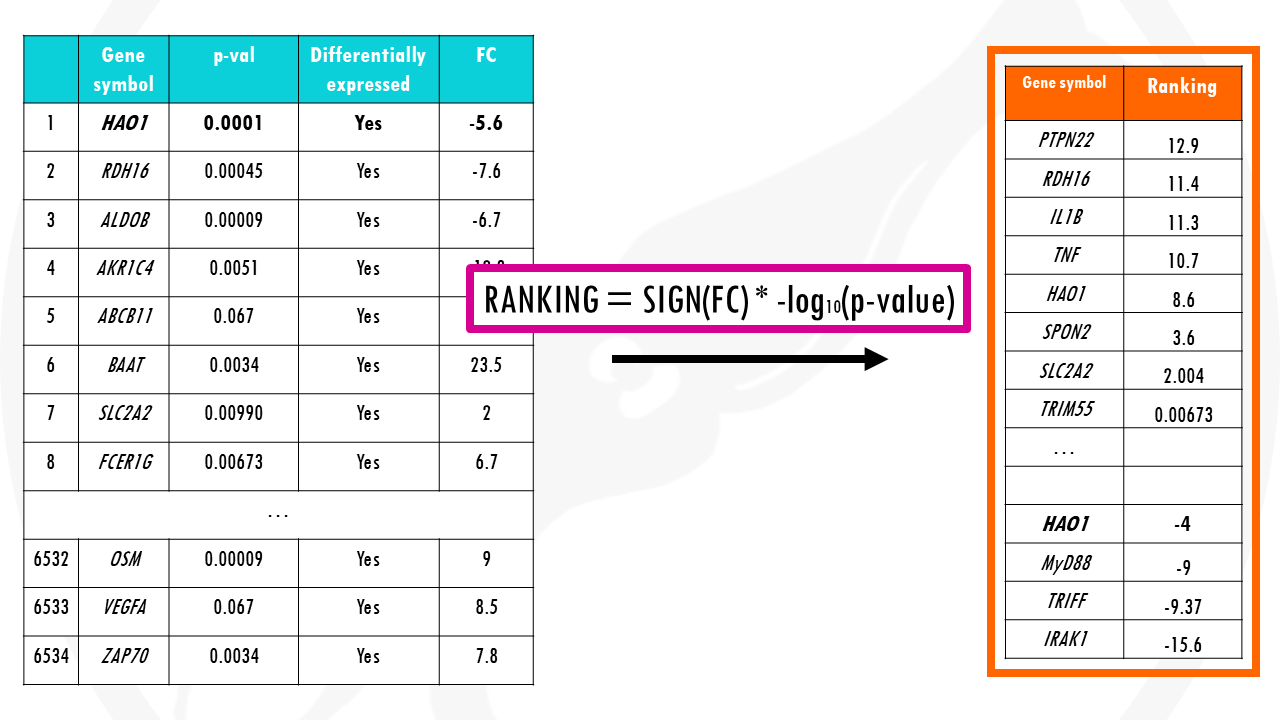 Gene symbol p-val Differentially expressed FC
1 HAO1 0.0001 Yes -5.6
2 RDH16 0.00045 Yes -7.6
3 ALDOB 0.00009 Yes -6.7
4 AKR1C4 0.0051 Yes
5 ABCB11 0.067 Yes
6 BAAT 0.0034 Yes 23.5
7 SLC2A2 0.00990 Yes 2
8 FCER1G 0.00673 Yes 6.7
...
6532 OSM 0.00009 Yes 9
6533 VEGFA 0.067 Yes 8.5
6534 ZAP70 0.0034 Yes 7.8
RANKING = SIGN(FC) * -log₁₀(p-value)
Gene symbol Ranking
PTPN22 12.9
RDH16 11.4
IL1B 11.3
TNF 10.7
HAO1 8.6
SPON2 3.6
SLC2A2 2.004
TRIM55 0.00673
...
HAO1 -4
MyD88 -9
TRIFF -9.37
IRAK1 -15.6